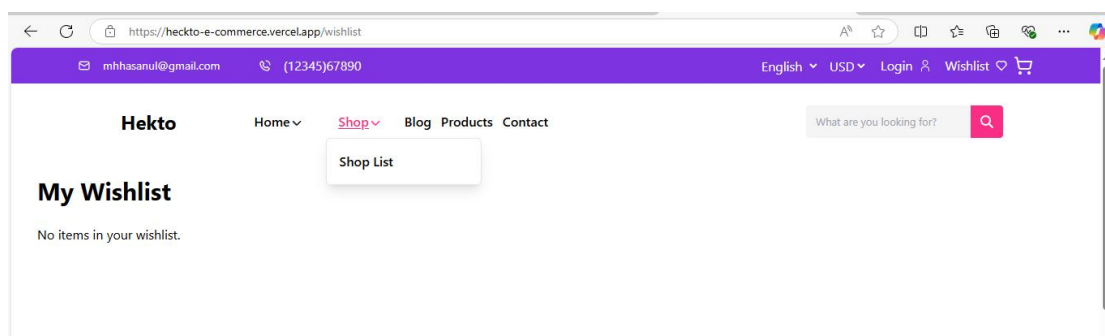 https://heckto-e-commerce.vercel.app/wishlist
mhhasanul@gmail.com (12345)67890 English USD Login Wishlist
Hekto Home Shop Blog Products Contact What are you looking for?
Shop List
My Wishlist
No items in your wishlist.